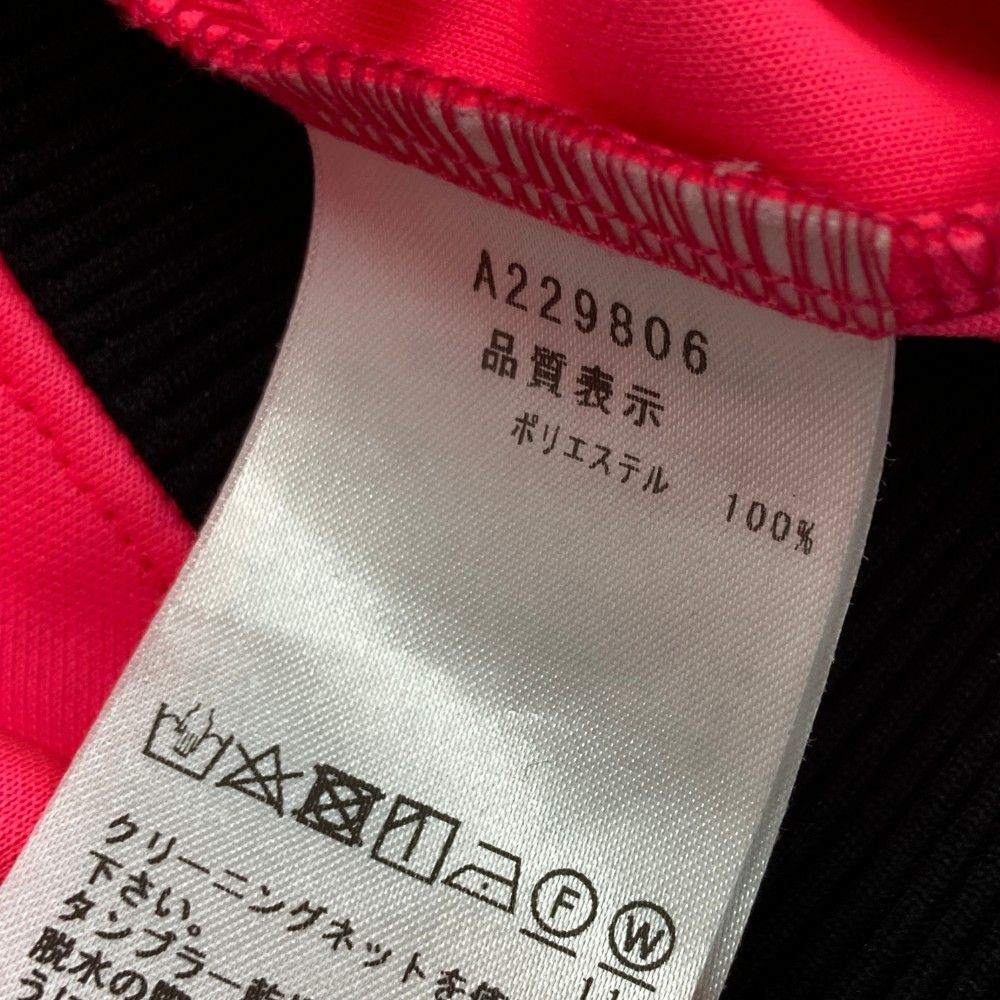 A229806
品質表示
ポリエステル 100%
F W
クリーニングネットを使
下さい。
タンブラー乾
脱水の